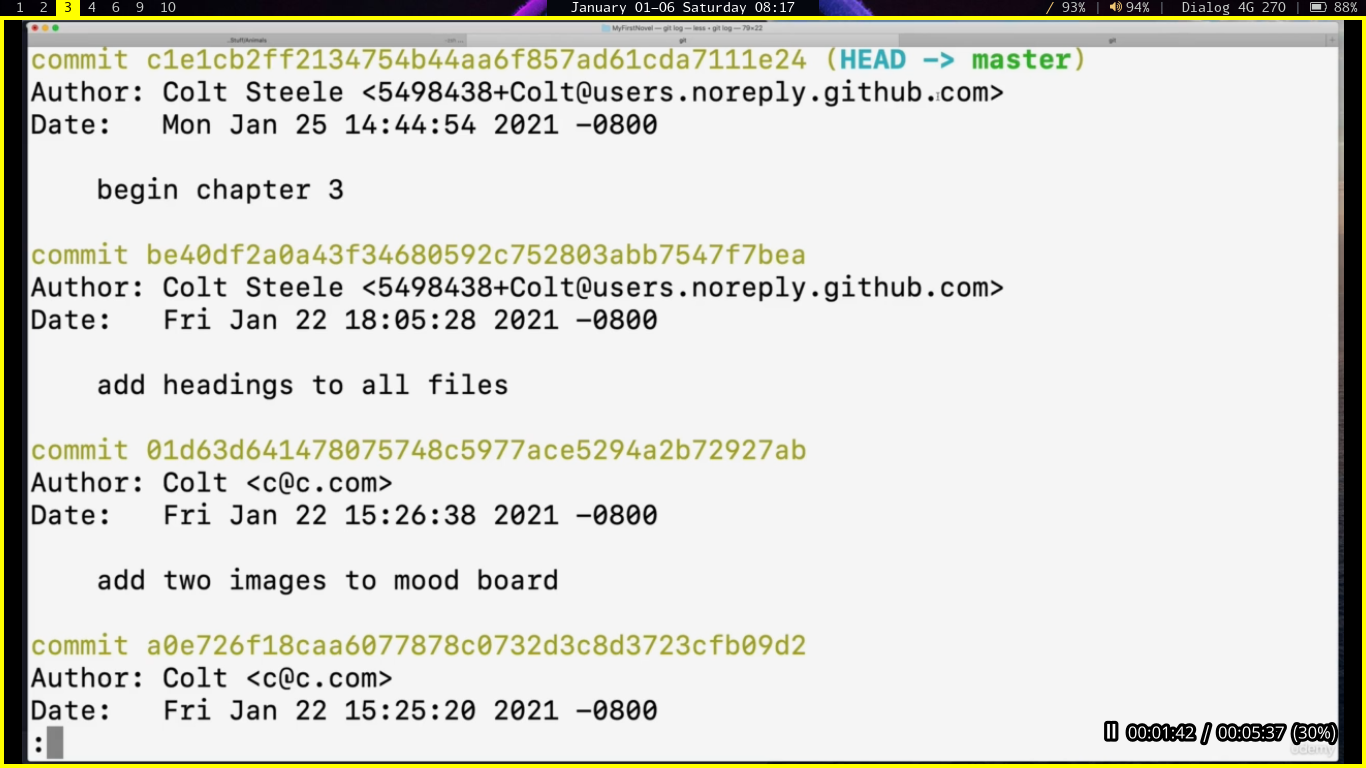 1 2 3 4 6 9 10 January 01-06 Saturday 08:17 / 93% | 94% | Dialog 4G 270 | 88%
MyFirstNovel — git log — less ◂ git log — 79×22
..Stuff/Animals git git
commit c1e1cb2ff2134754b44aa6f857ad61cda7111e24 (HEAD -> master)
Author: Colt Steele <5498438+Colt@users.noreply.github.com>
Date:   Mon Jan 25 14:44:54 2021 -0800
begin chapter 3
commit be40df2a0a43f34680592c752803abb7547f7bea
Author: Colt Steele <5498438+Colt@users.noreply.github.com>
Date:   Fri Jan 22 18:05:28 2021 -0800
add headings to all files
commit 01d63d641478075748c5977ace5294a2b72927ab
Author: Colt <c@c.com>
Date:   Fri Jan 22 15:26:38 2021 -0800
add two images to mood board
commit a0e726f18caa6077878c0732d3c8d3723cfb09d2
Author: Colt <c@c.com>
Date:   Fri Jan 22 15:25:20 2021 -0800
:
00:01:42 / 00:05:37 (30%)
udemy